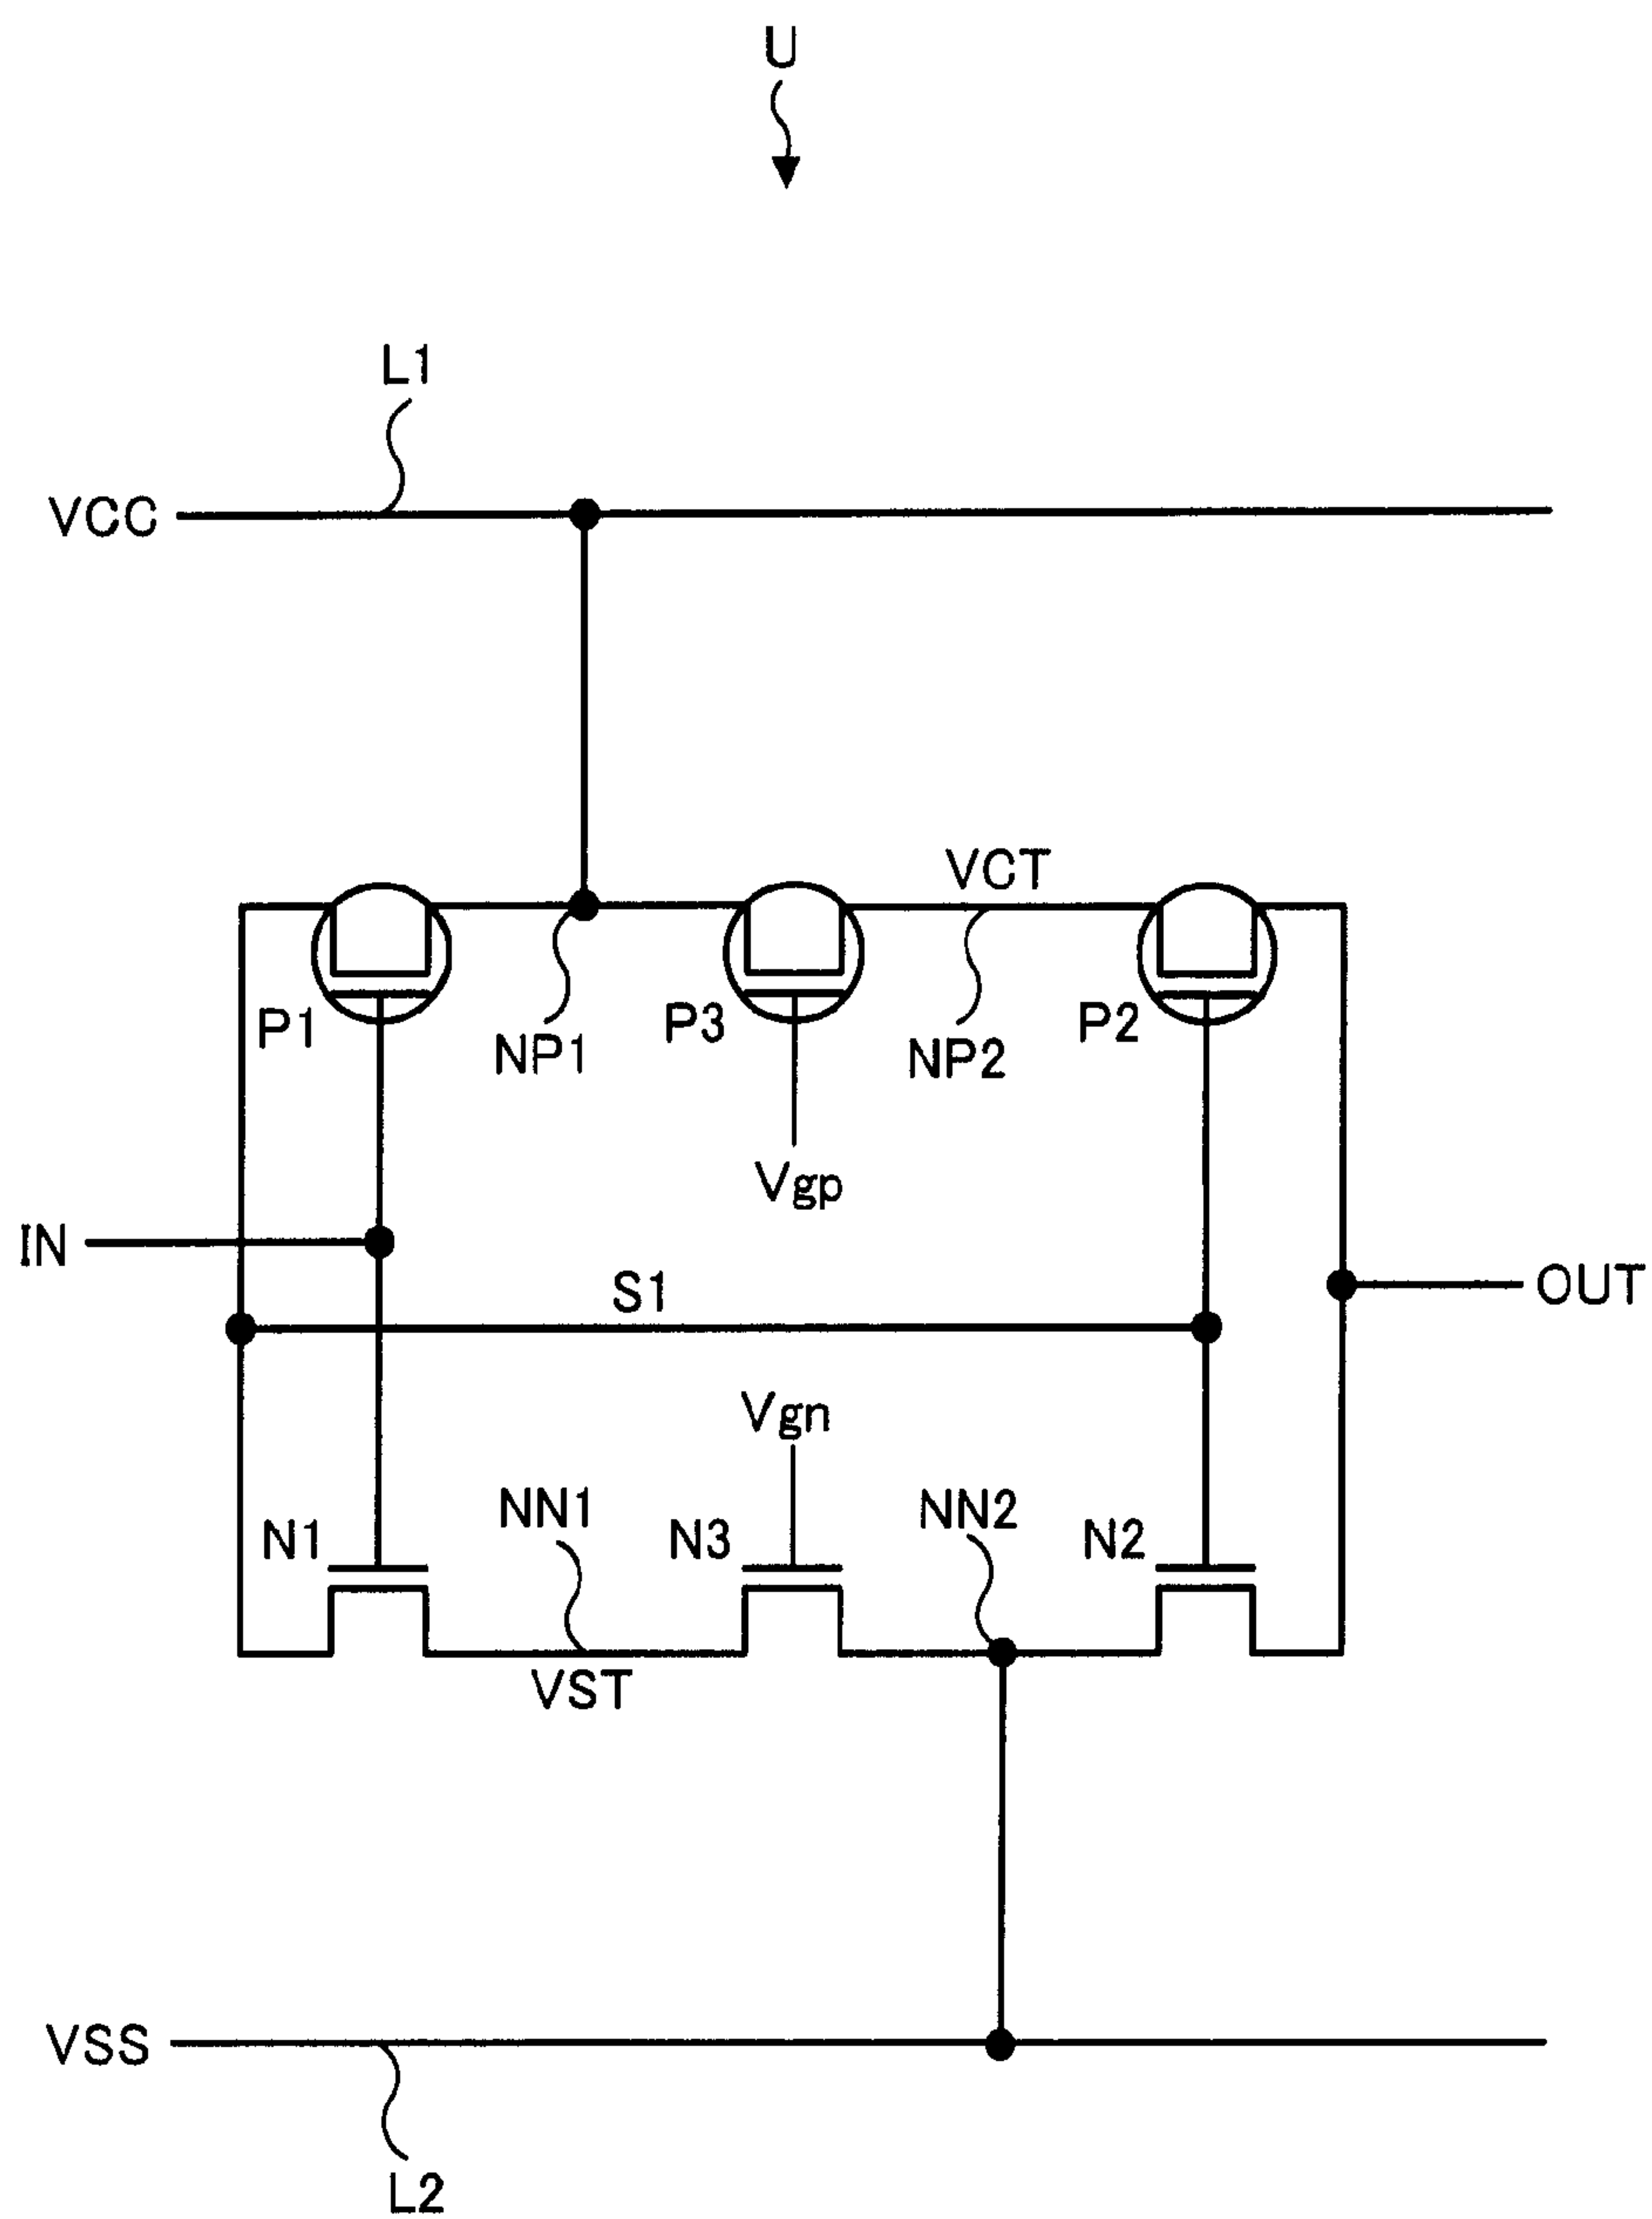 U
L1
VCC
VCT
P1
NP1
P3
NP2
P2
Vgp
IN
S1
OUT
Vgn
N1
NN1
N3
NN2
N2
VST
VSS
L2